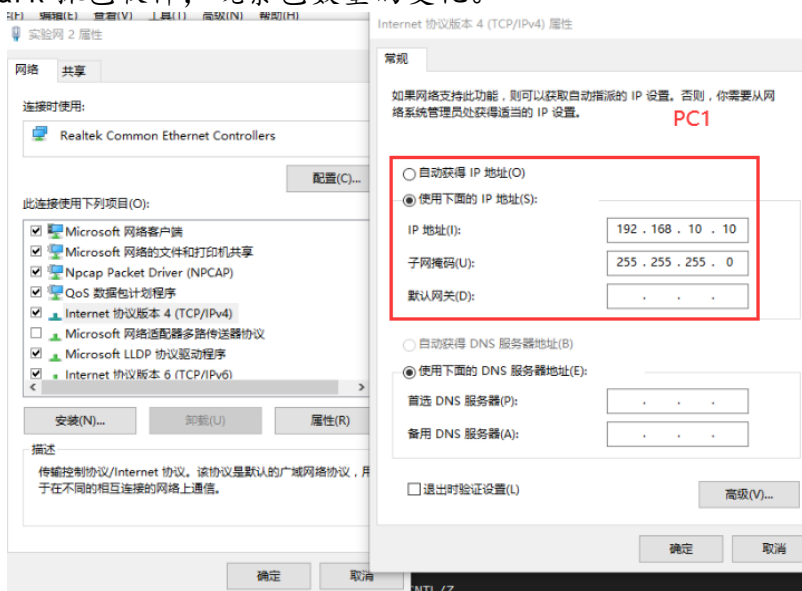 文(E) 编辑(E) 查看(V) 工具(T) 高级(N) 帮助(H)
实验网 2 属性
网络 共享
连接时使用:
Realtek Common Ethernet Controllers
配置(C)...
此连接使用下列项目(O):
Microsoft 网络客户端
Microsoft 网络的文件和打印机共享
Npcap Packet Driver (NPCAP)
QoS 数据包计划程序
Internet 协议版本 4 (TCP/IPv4)
Microsoft 网络适配器多路传送器协议
Microsoft LLDP 协议驱动程序
Internet 协议版本 6 (TCP/IPv6)
安装(N)... 卸载(U) 属性(R)
描述
传输控制协议/Internet 协议。该协议是默认的广域网络协议，用
于在不同的相互连接的网络上通信。
确定 取消
Internet 协议版本 4 (TCP/IPv4) 属性
常规
如果网络支持此功能，则可以获取自动指派的 IP 设置。否则，你需要从网
络系统管理员处获得适当的 IP 设置。
PC1
自动获得 IP 地址(O)
使用下面的 IP 地址(S):
IP 地址(I): 192 . 168 . 10 . 10
子网掩码(U): 255 . 255 . 255 . 0
默认网关(D): . . .
自动获得 DNS 服务器地址(B)
使用下面的 DNS 服务器地址(E):
首选 DNS 服务器(P): . . .
备用 DNS 服务器(A): . . .
退出时验证设置(L)
高级(V)...
确定 取消